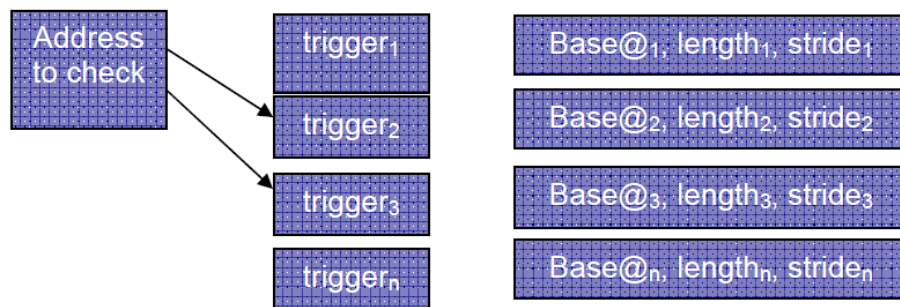 Address
to check
trigger₁
Base@₁, length₁, stride₁
trigger₂
Base@₂, length₂, stride₂
trigger₃
Base@₃, length₃, stride₃
triggerₙ
Base@ₙ, lengthₙ, strideₙ